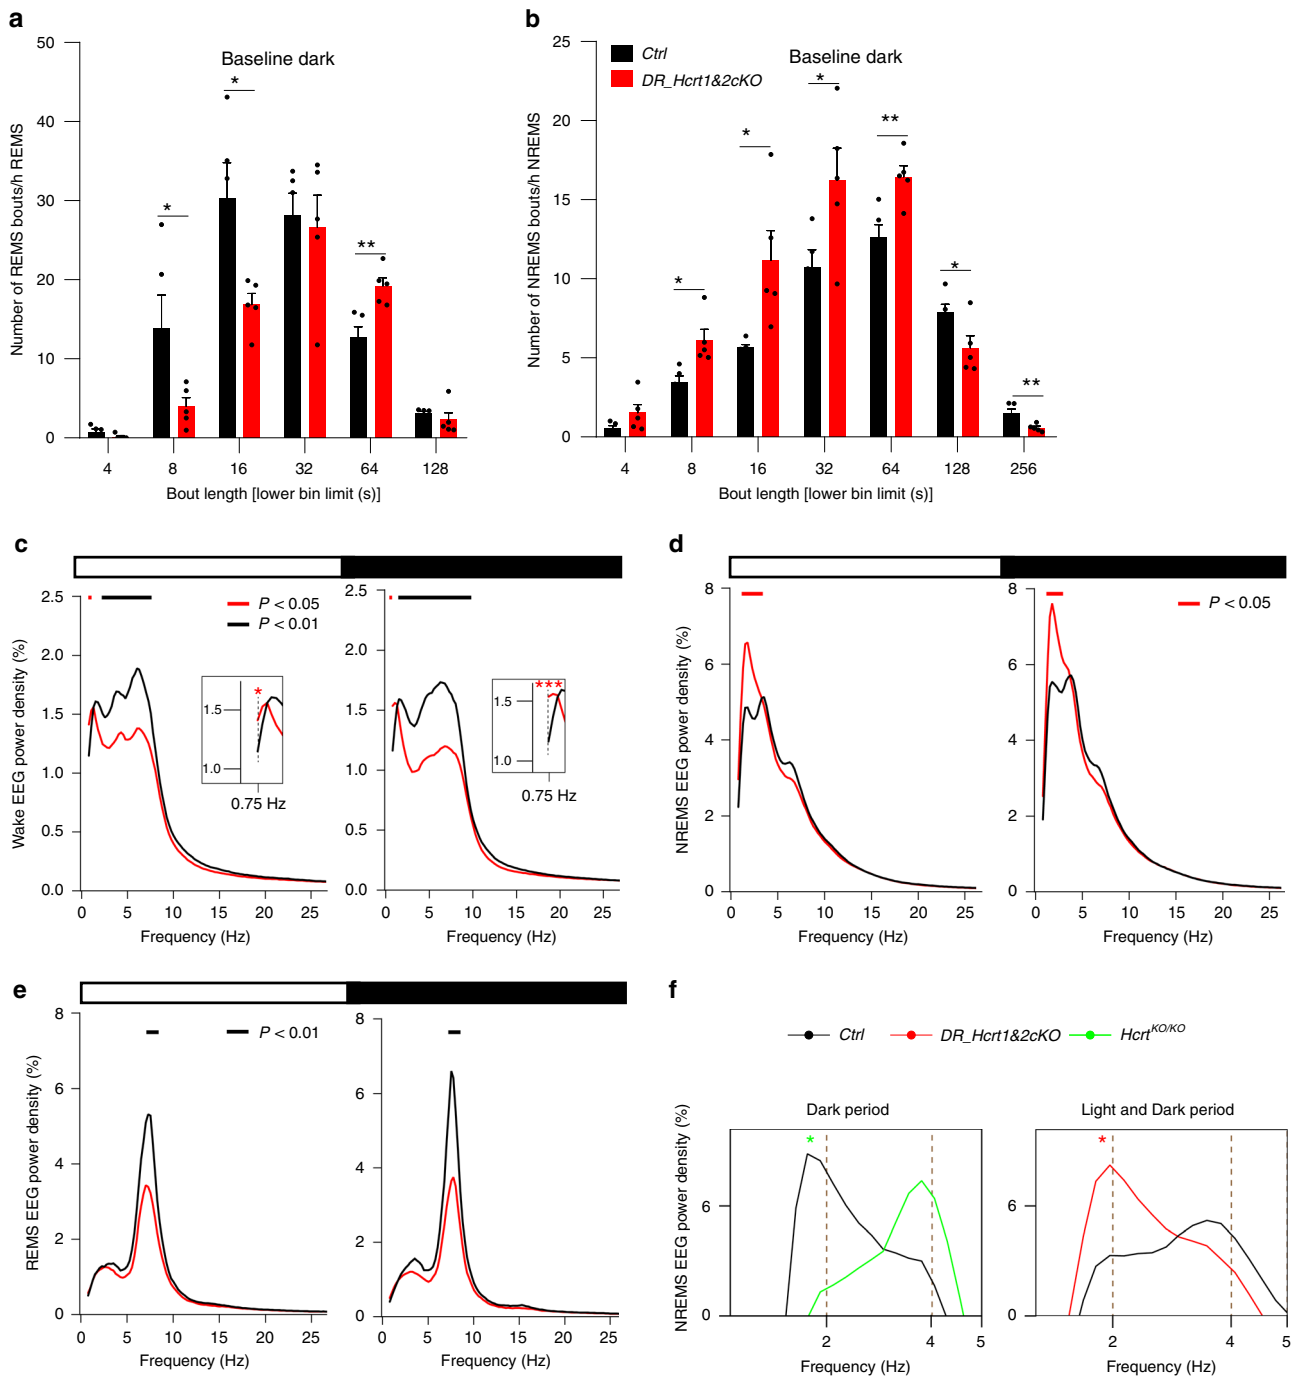 a
b
50
40
30
20
10
0
Number of REMS bouts/h REMS
Baseline dark
*
*
**
4 8 16 32 64 128
Bout length [lower bin limit (s)]
25
20
15
10
5
0
Number of NREMS bouts/h NREMS
Ctrl
DR_Hcrt1&2cKO
Baseline dark
*
*
*
**
*
**
4 8 16 32 64 128 256
Bout length [lower bin limit (s)]
c
2.5
2.0
1.5
1.0
0.5
0.0
Wake EEG power density (%)
P < 0.05
P < 0.01
*
1.5
1.0
0.75 Hz
0 5 10 15 20 25
Frequency (Hz)
2.5
2.0
1.5
1.0
0.5
0.0
***
1.5
1.0
0.75 Hz
0 5 10 15 20 25
Frequency (Hz)
d
8
6
4
2
0
NREMS EEG power density (%)
0 5 10 15 20 25
Frequency (Hz)
8
6
4
2
0
P < 0.05
0 5 10 15 20 25
Frequency (Hz)
e
8
6
4
2
0
REMS EEG power density (%)
P < 0.01
0 5 10 15 20 25
Frequency (Hz)
8
6
4
2
0
0 5 10 15 20 25
Frequency (Hz)
f
Ctrl
DR_Hcrt1&2cKO
Hcrt^KO/KO
NREMS EEG power density (%)
Dark period
*
6
0
2 4 5
Frequency (Hz)
Light and Dark period
*
6
0
2 4 5
Frequency (Hz)